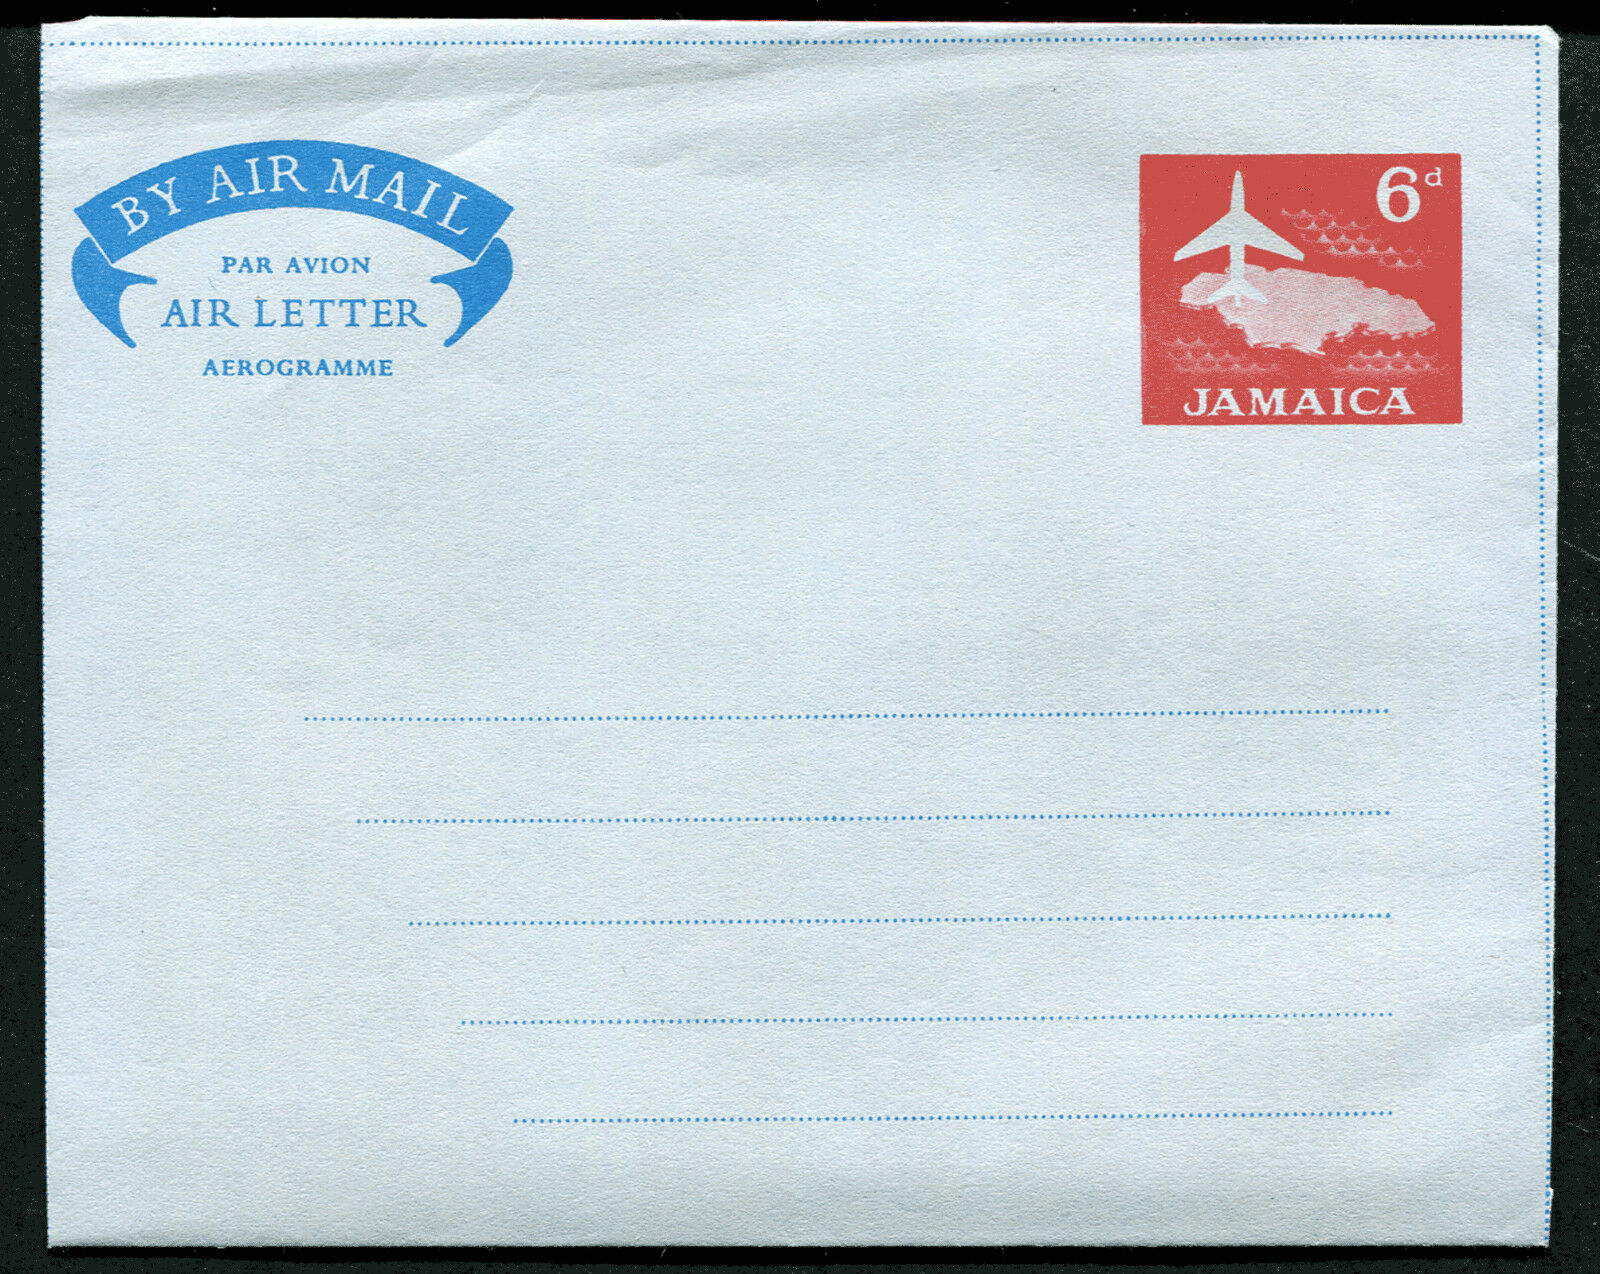 BY AIR MAIL
PAR AVION
AIR LETTER
AEROGRAMME
6d
JAMAICA